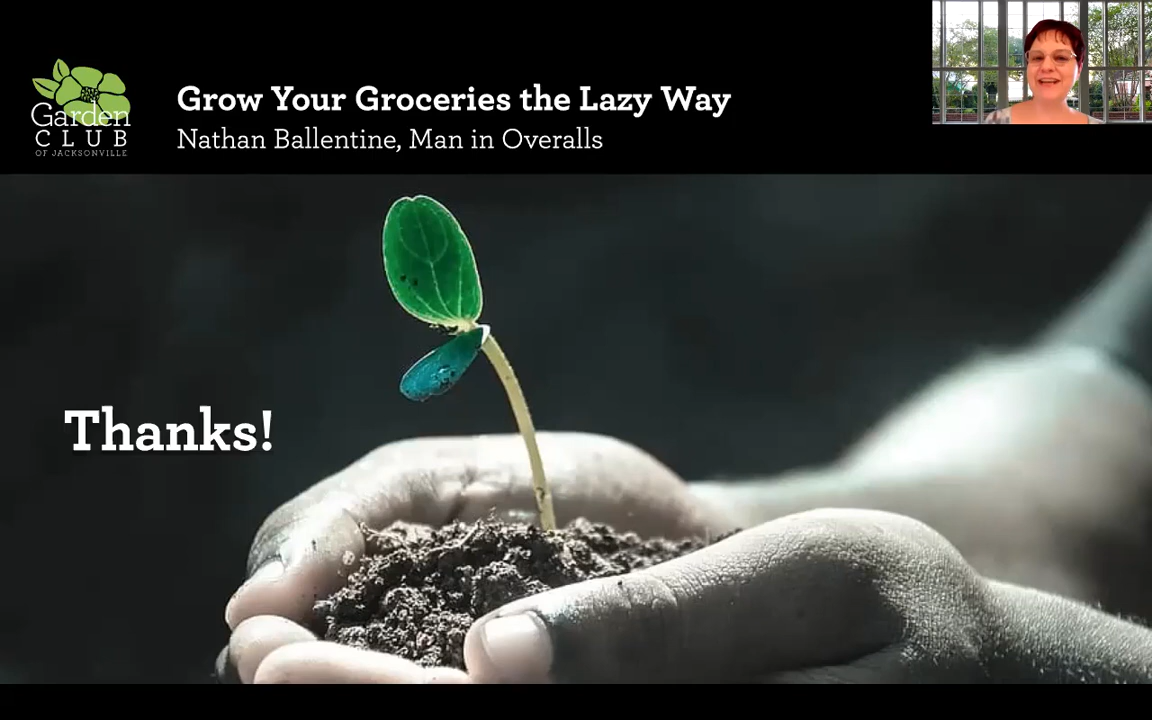 Garden
CLUB
OF JACKSONVILLE
Grow Your Groceries the Lazy Way
Nathan Ballentine, Man in Overalls
Thanks!